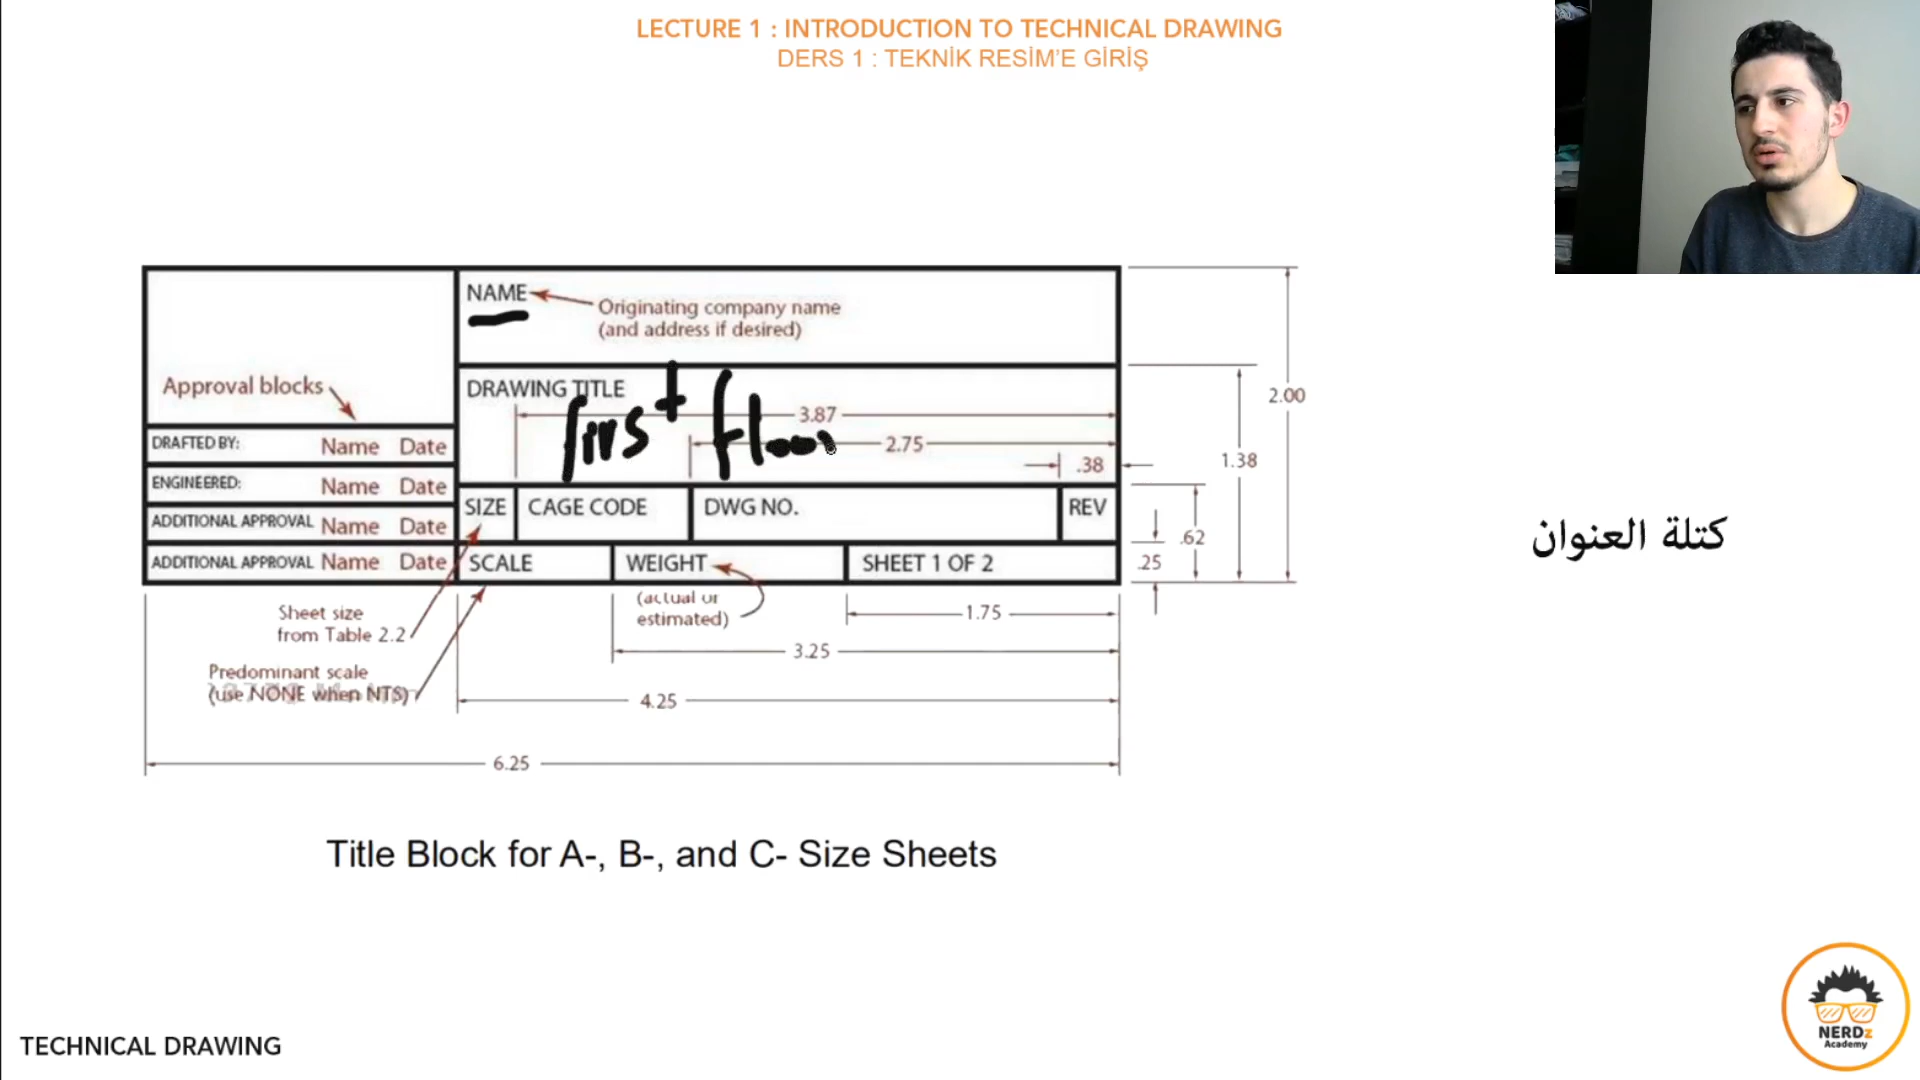 LECTURE 1 : INTRODUCTION TO TECHNICAL DRAWING
DERS 1 : TEKNİK RESİM'E GİRİŞ
NAME
Originating company name
(and address if desired)
Approval blocks
DRAWING TITLE
first floor
3.87
2.75
.38
2.00
1.38
.62
.25
DRAFTED BY: Name Date
ENGINEERED: Name Date
ADDITIONAL APPROVAL Name Date
ADDITIONAL APPROVAL Name Date
SIZE CAGE CODE DWG NO. REV
SCALE WEIGHT SHEET 1 OF 2
(actual or
estimated)
Sheet size
from Table 2.2
Predominant scale
(use NONE when NTS)
1.75
3.25
4.25
6.25
كتلة العنوان
Title Block for A-, B-, and C- Size Sheets
TECHNICAL DRAWING
NERDz
Academy